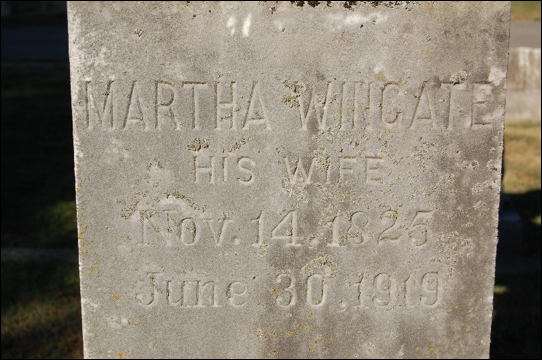 MARTHA WINGATE
HIS WIFE
Nov. 14. 1825
June 30, 1919